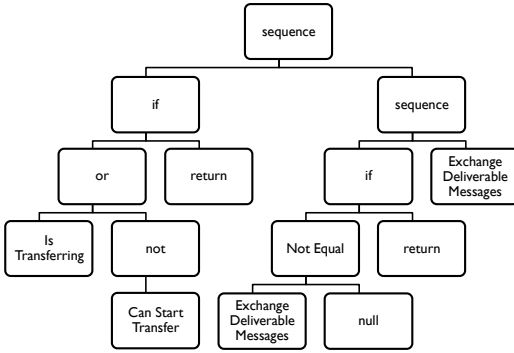 sequence
if
sequence
or
return
if
Exchange
Deliverable
Messages
Is
Transferring
not
Not Equal
return
Can Start
Transfer
Exchange
Deliverable
Messages
null